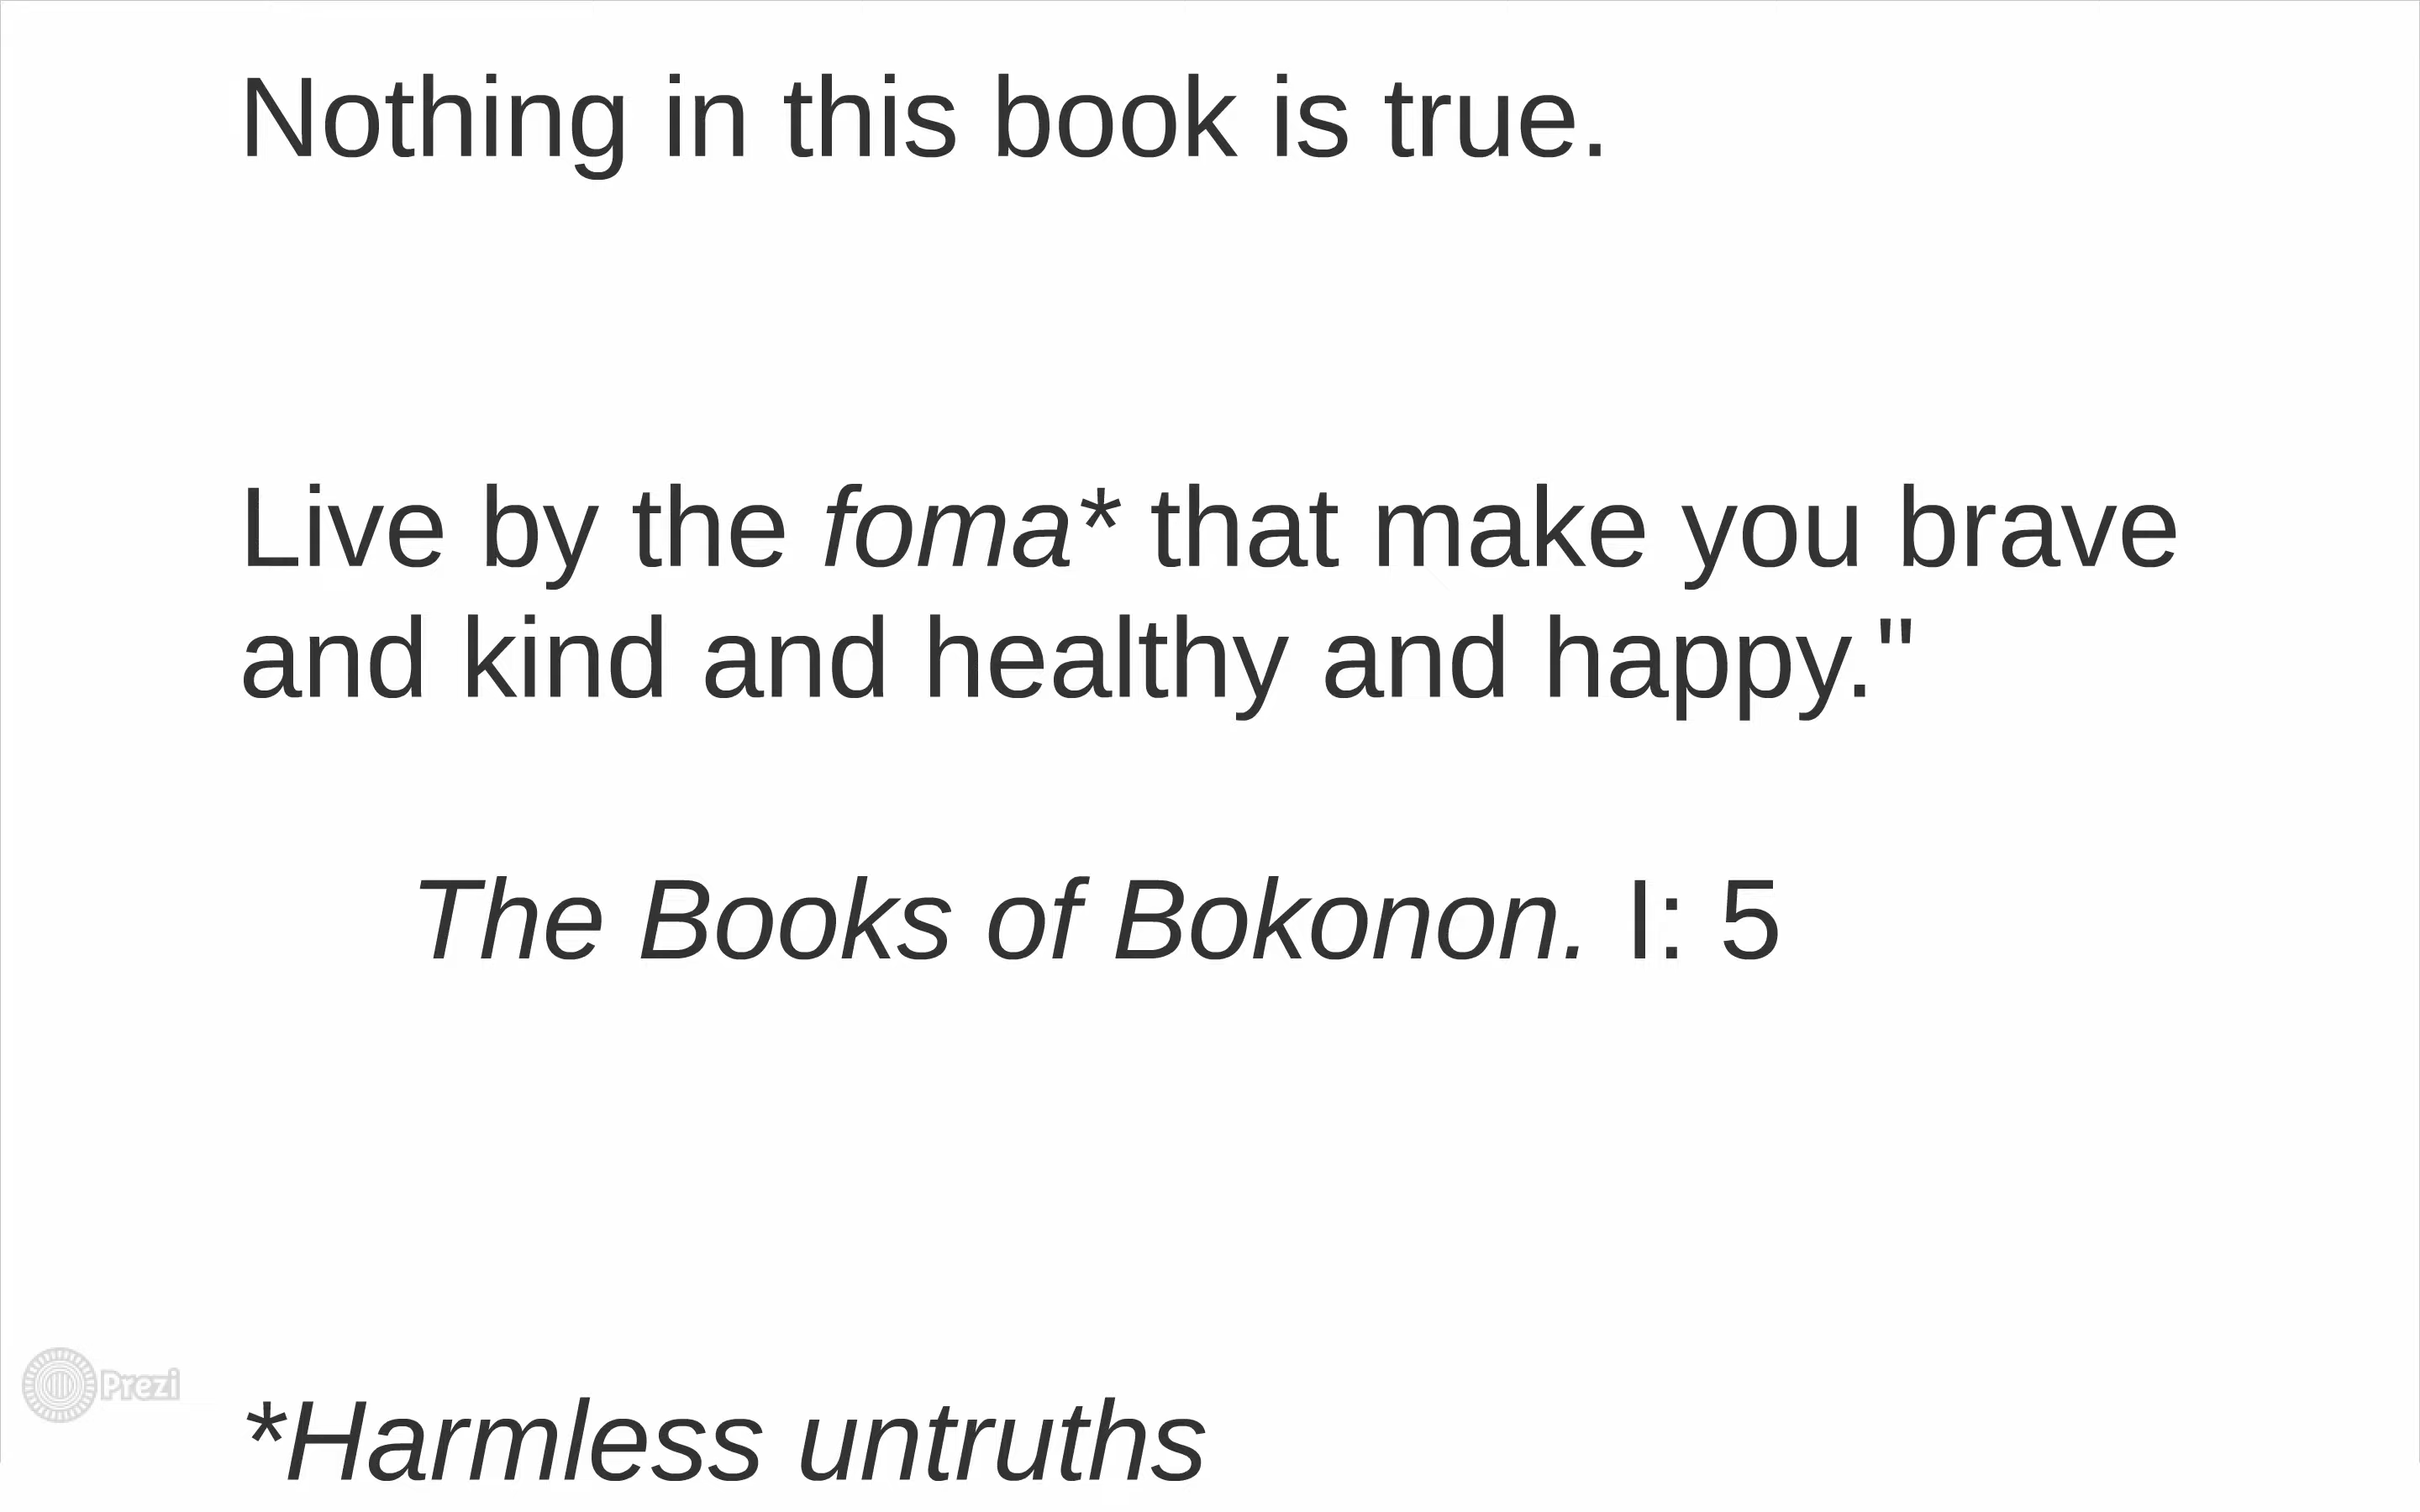 Nothing in this book is true.
Live by the foma* that make you brave
and kind and healthy and happy."
The Books of Bokonon. I: 5
Prezi
*Harmless untruths